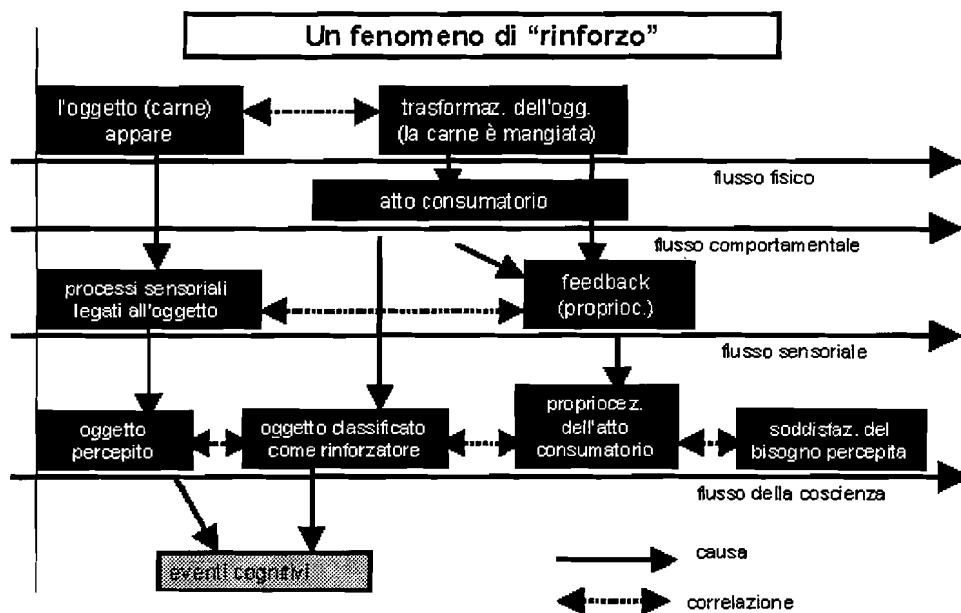 Un fenomeno di "rinforzo"
l'oggetto (carne)
appare
trasformaz. dell'ogg.
(la carne è mangiata)
flusso fisico
atto consumatorio
flusso comportamentale
processi sensoriali
legati all'oggetto
feedback
(proprioc.)
flusso sensoriale
oggetto
percepito
oggetto classificato
come rinforzatore
propriocez.
dell'atto
consumatorio
soddisfaz. del
bisogno percepita
flusso della coscienza
eventi cognitivi
causa
correlazione